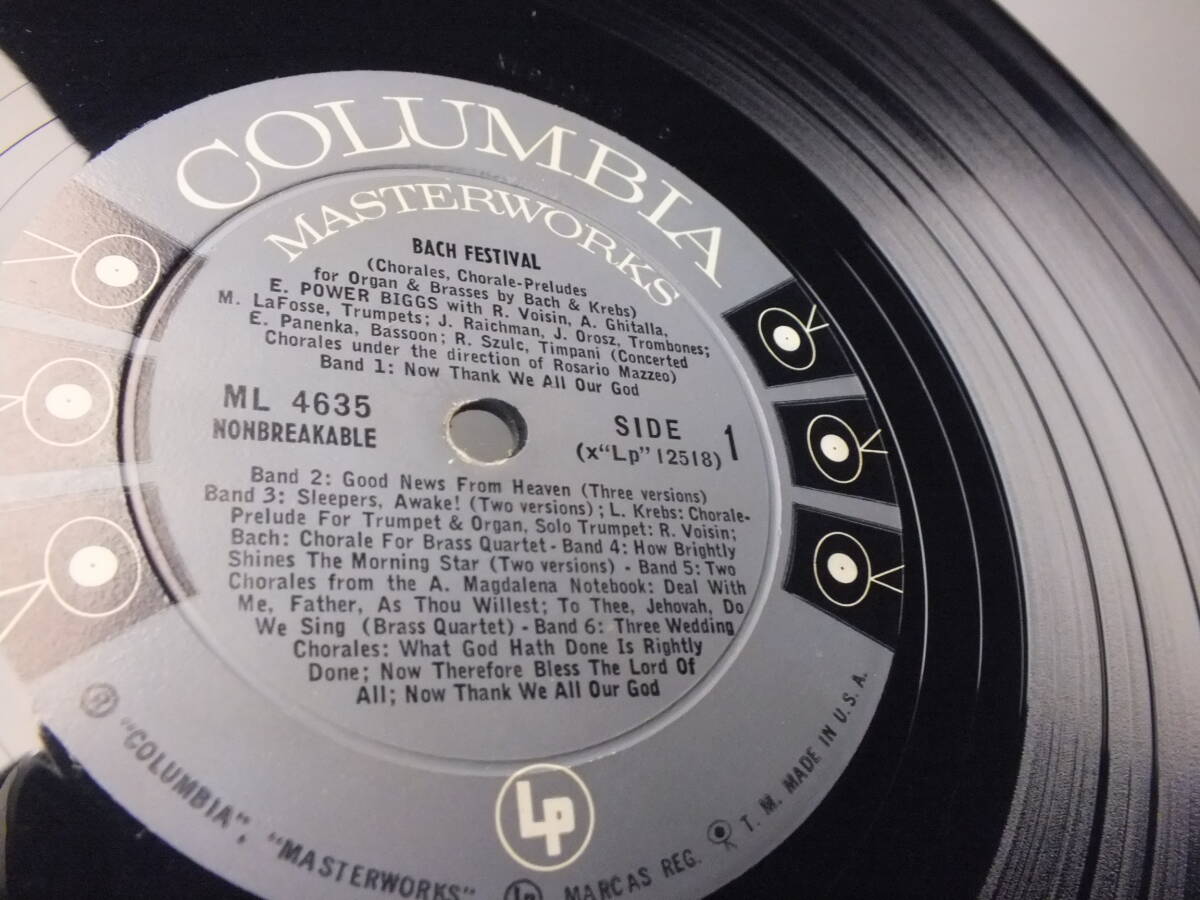 COLUMBIA
MASTERWORKS
BACH FESTIVAL
(Chorales, Chorale-Preludes
for Organ & Brasses by Bach & Krebs)
E. POWER BIGGS with R. Voisin, A. Ghitalla,
M. LaFosse, Trumpets; J. Raichman, J. Orosz, Trombones;
E. Panenka, Bassoon; R. Szulc, Timpani (Concerted
Chorales under the direction of Rosario Mazzeo)
Band 1: Now Thank We All Our God
ML 4635
NONBREAKABLE
SIDE 1
(x"Lp" 12518)
Band 2: Good News From Heaven (Three versions)
Band 3: Sleepers, Awake! (Two versions); L. Krebs: Chorale-
Prelude For Trumpet & Organ, Solo Trumpet: R. Voisin;
Bach: Chorale For Brass Quartet - Band 4: How Brightly
Shines The Morning Star (Two versions) - Band 5: Two
Chorales from the A. Magdalena Notebook: Deal With
Me, Father, As Thou Willest; To Thee, Jehovah, Do
We Sing (Brass Quartet) - Band 6: Three Wedding
Chorales: What God Hath Done Is Rightly
Done; Now Therefore Bless The Lord Of
All; Now Thank We All Our God
Lp
® "COLUMBIA", "MASTERWORKS" Lp MARCAS REG. T. M. MADE IN U. S. A.